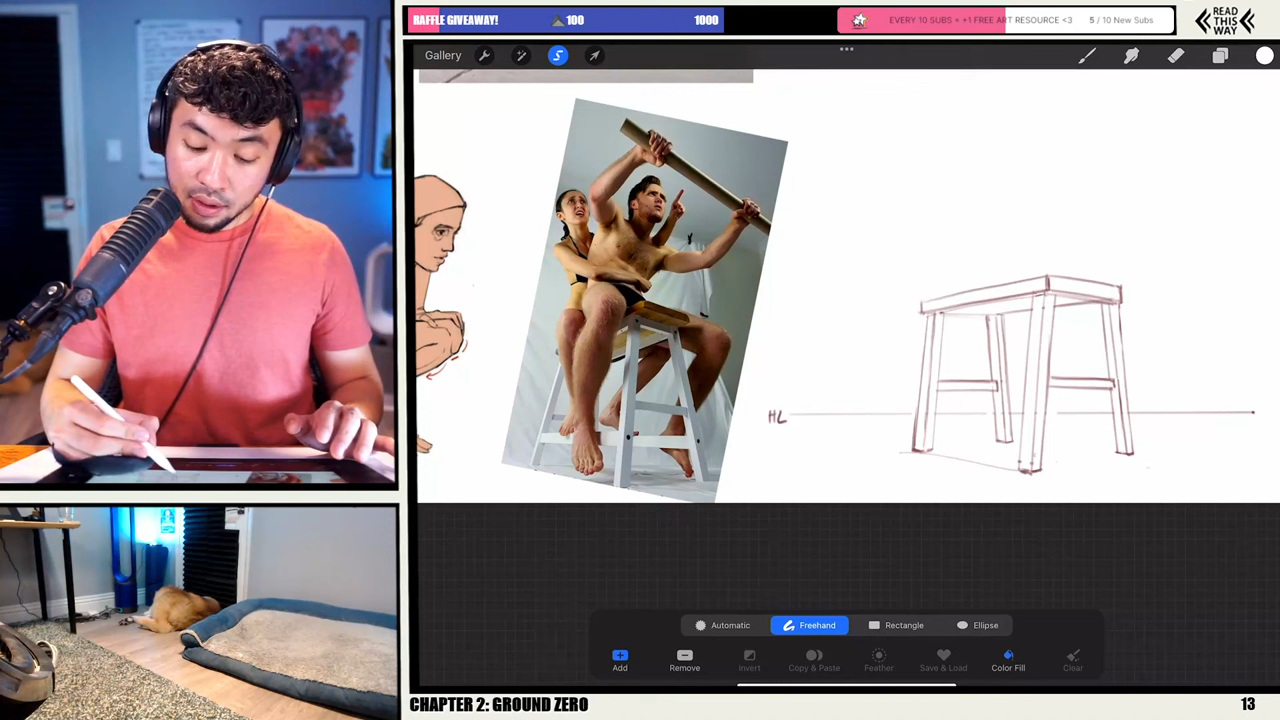 RAFFLE GIVEAWAY! 100 1000
EVERY 10 SUBS = +1 FREE ART RESOURCE <3 5 / 10 New Subs
READ
THIS
WAY
Gallery
HL
Automatic Freehand Rectangle Ellipse
Add Remove Invert Copy & Paste Feather Save & Load Color Fill Clear
CHAPTER 2: GROUND ZERO 13